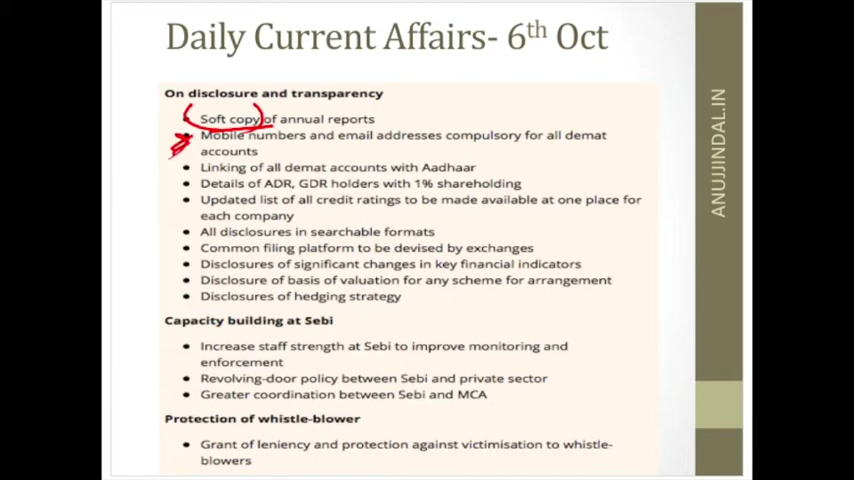 Daily Current Affairs- 6th Oct
On disclosure and transparency
• Soft copy of annual reports
• Mobile numbers and email addresses compulsory for all demat
accounts
• Linking of all demat accounts with Aadhaar
• Details of ADR, GDR holders with 1% shareholding
• Updated list of all credit ratings to be made available at one place for
each company
• All disclosures in searchable formats
• Common filing platform to be devised by exchanges
• Disclosures of significant changes in key financial indicators
• Disclosure of basis of valuation for any scheme for arrangement
• Disclosures of hedging strategy
Capacity building at Sebi
• Increase staff strength at Sebi to improve monitoring and
enforcement
• Revolving-door policy between Sebi and private sector
• Greater coordination between Sebi and MCA
Protection of whistle-blower
• Grant of leniency and protection against victimisation to whistle-
blowers
ANUJJINDAL.IN